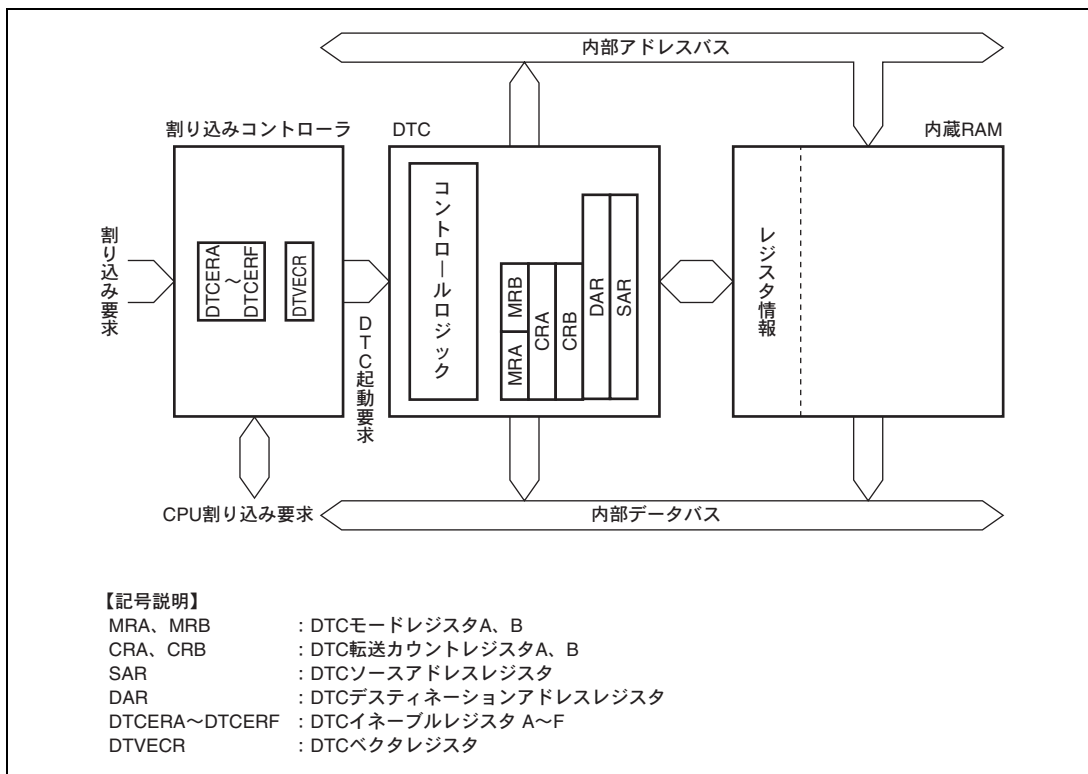 内部アドレスバス
割り込みコントローラ
DTC
内蔵RAM
割り込み要求
DTCERA
〜
DTCERF
DTVECR
DTC起動要求
コントロールロジック
MRA
MRB
CRA
CRB
DAR
SAR
レジスタ情報
CPU割り込み要求
内部データバス
【記号説明】
MRA、MRB : DTCモードレジスタA、B
CRA、CRB : DTC転送カウントレジスタA、B
SAR : DTCソースアドレスレジスタ
DAR : DTCデスティネーションアドレスレジスタ
DTCERA〜DTCERF : DTCイネーブルレジスタ A〜F
DTVECR : DTCベクタレジスタ